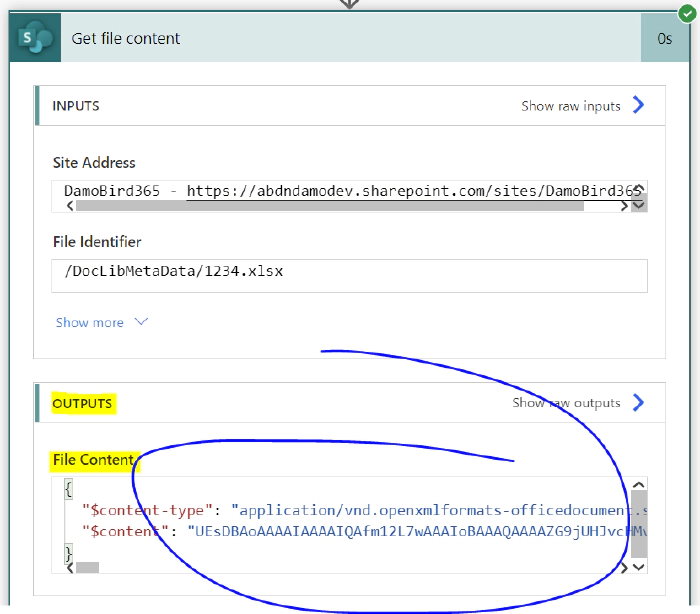 S
Get file content
0s
INPUTS
Show raw inputs
Site Address
DamoBird365 - https://abdndamodev.sharepoint.com/sites/DamoBird365
File Identifier
/DocLibMetaData/1234.xlsx
Show more
OUTPUTS
Show raw outputs
File Content
{
"$content-type": "application/vnd.openxmlformats-officedocument.s
"$content": "UEsDBAoAAAAIAAAAIQAfm12L7wAAAIoBAAAQAAAAZG9jUHJvcHMv
}